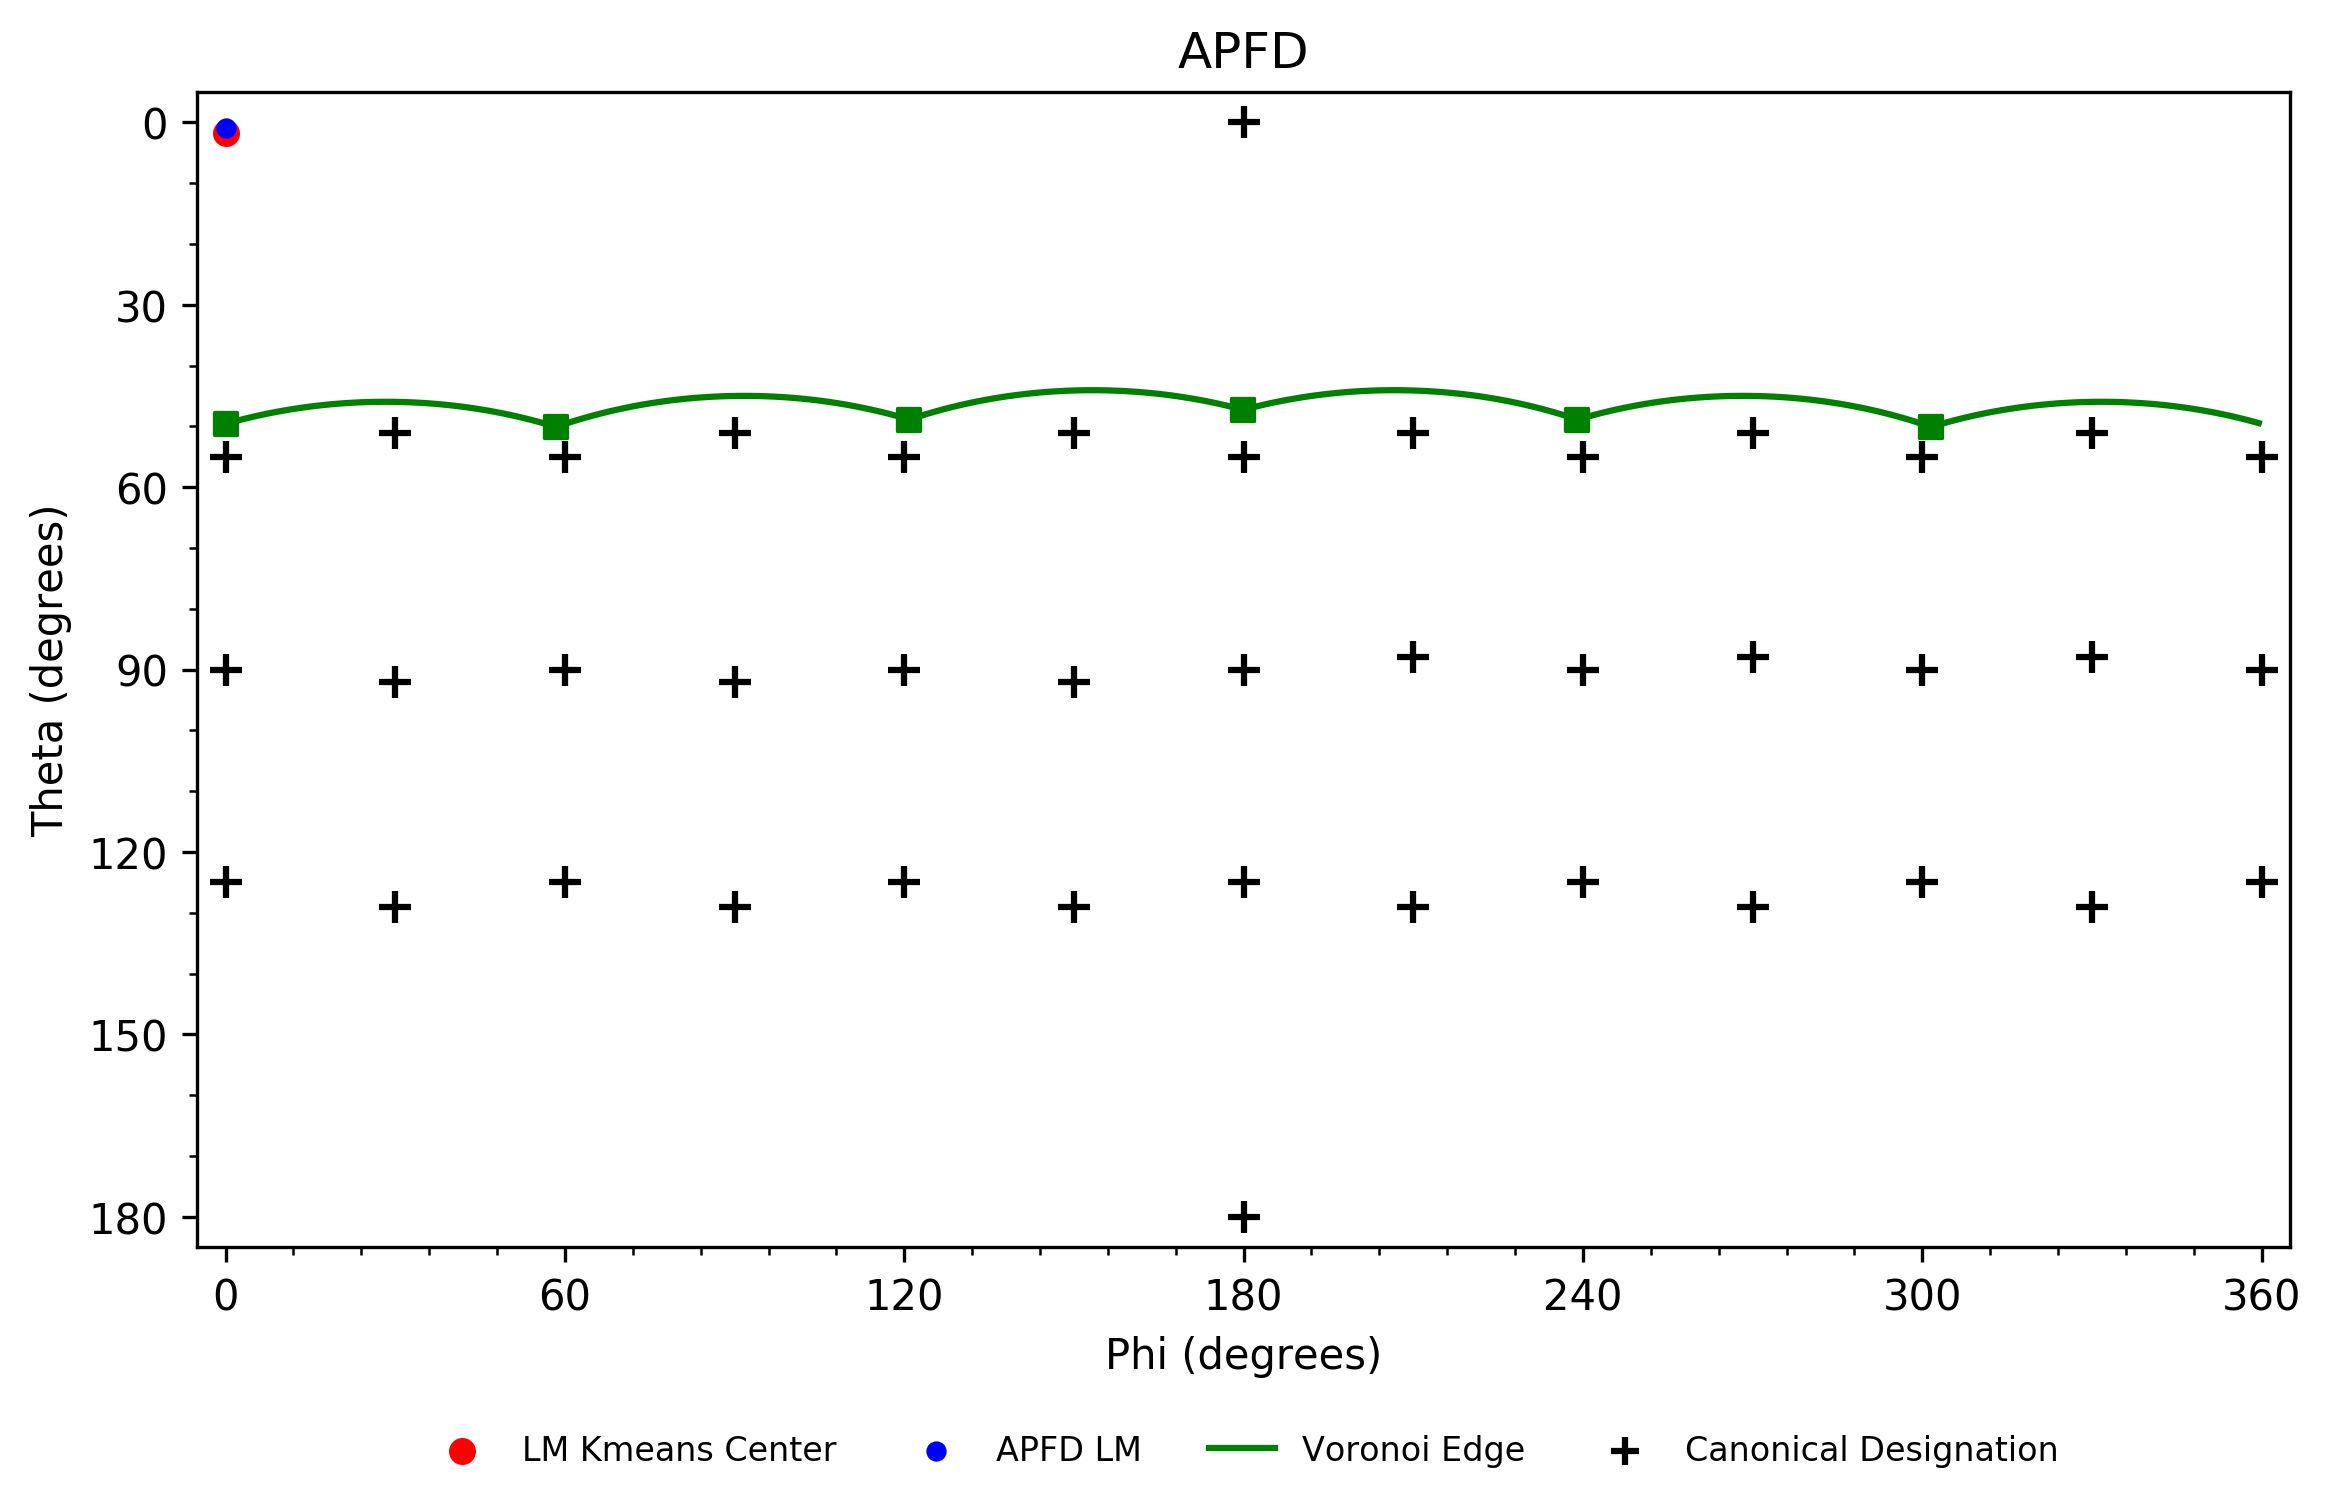 APFD
0
30
60
90
120
150
180
Theta (degrees)
0 60 120 180 240 300 360
Phi (degrees)
LM Kmeans Center APFD LM Voronoi Edge Canonical Designation